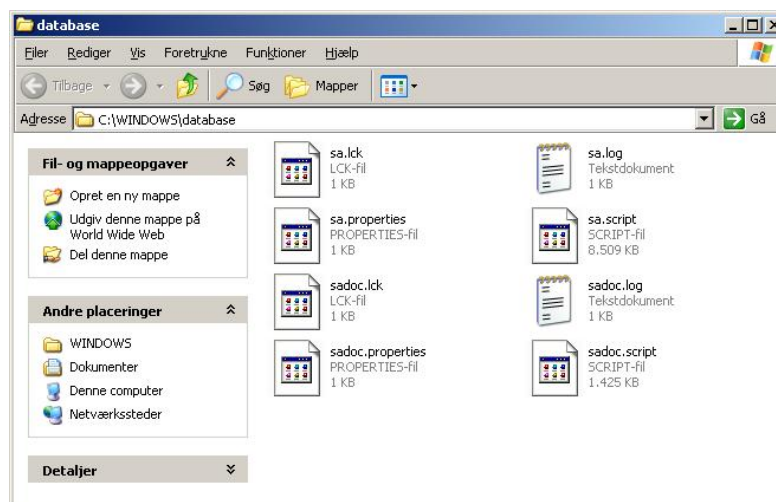 database
Filer Rediger Vis Foretrukne Funktioner Hjælp
Tilbage Søg Mapper
Adresse C:\WINDOWS\database Gå
Fil- og mappeopgaver
Opret en ny mappe
Udgiv denne mappe på
World Wide Web
Del denne mappe
Andre placeringer
WINDOWS
Dokumenter
Denne computer
Netværkssteder
Detaljer
sa.lck
LCK-fil
1 KB
sa.log
Tekstdokument
1 KB
sa.properties
PROPERTIES-fil
1 KB
sa.script
SCRIPT-fil
8.509 KB
sadoc.lck
LCK-fil
1 KB
sadoc.log
Tekstdokument
1 KB
sadoc.properties
PROPERTIES-fil
1 KB
sadoc.script
SCRIPT-fil
1.425 KB